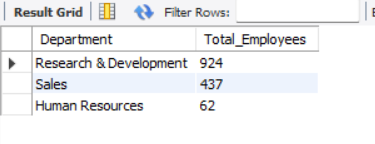 Result Grid Filter Rows:
Department Total_Employees
Research & Development 924
Sales 437
Human Resources 62